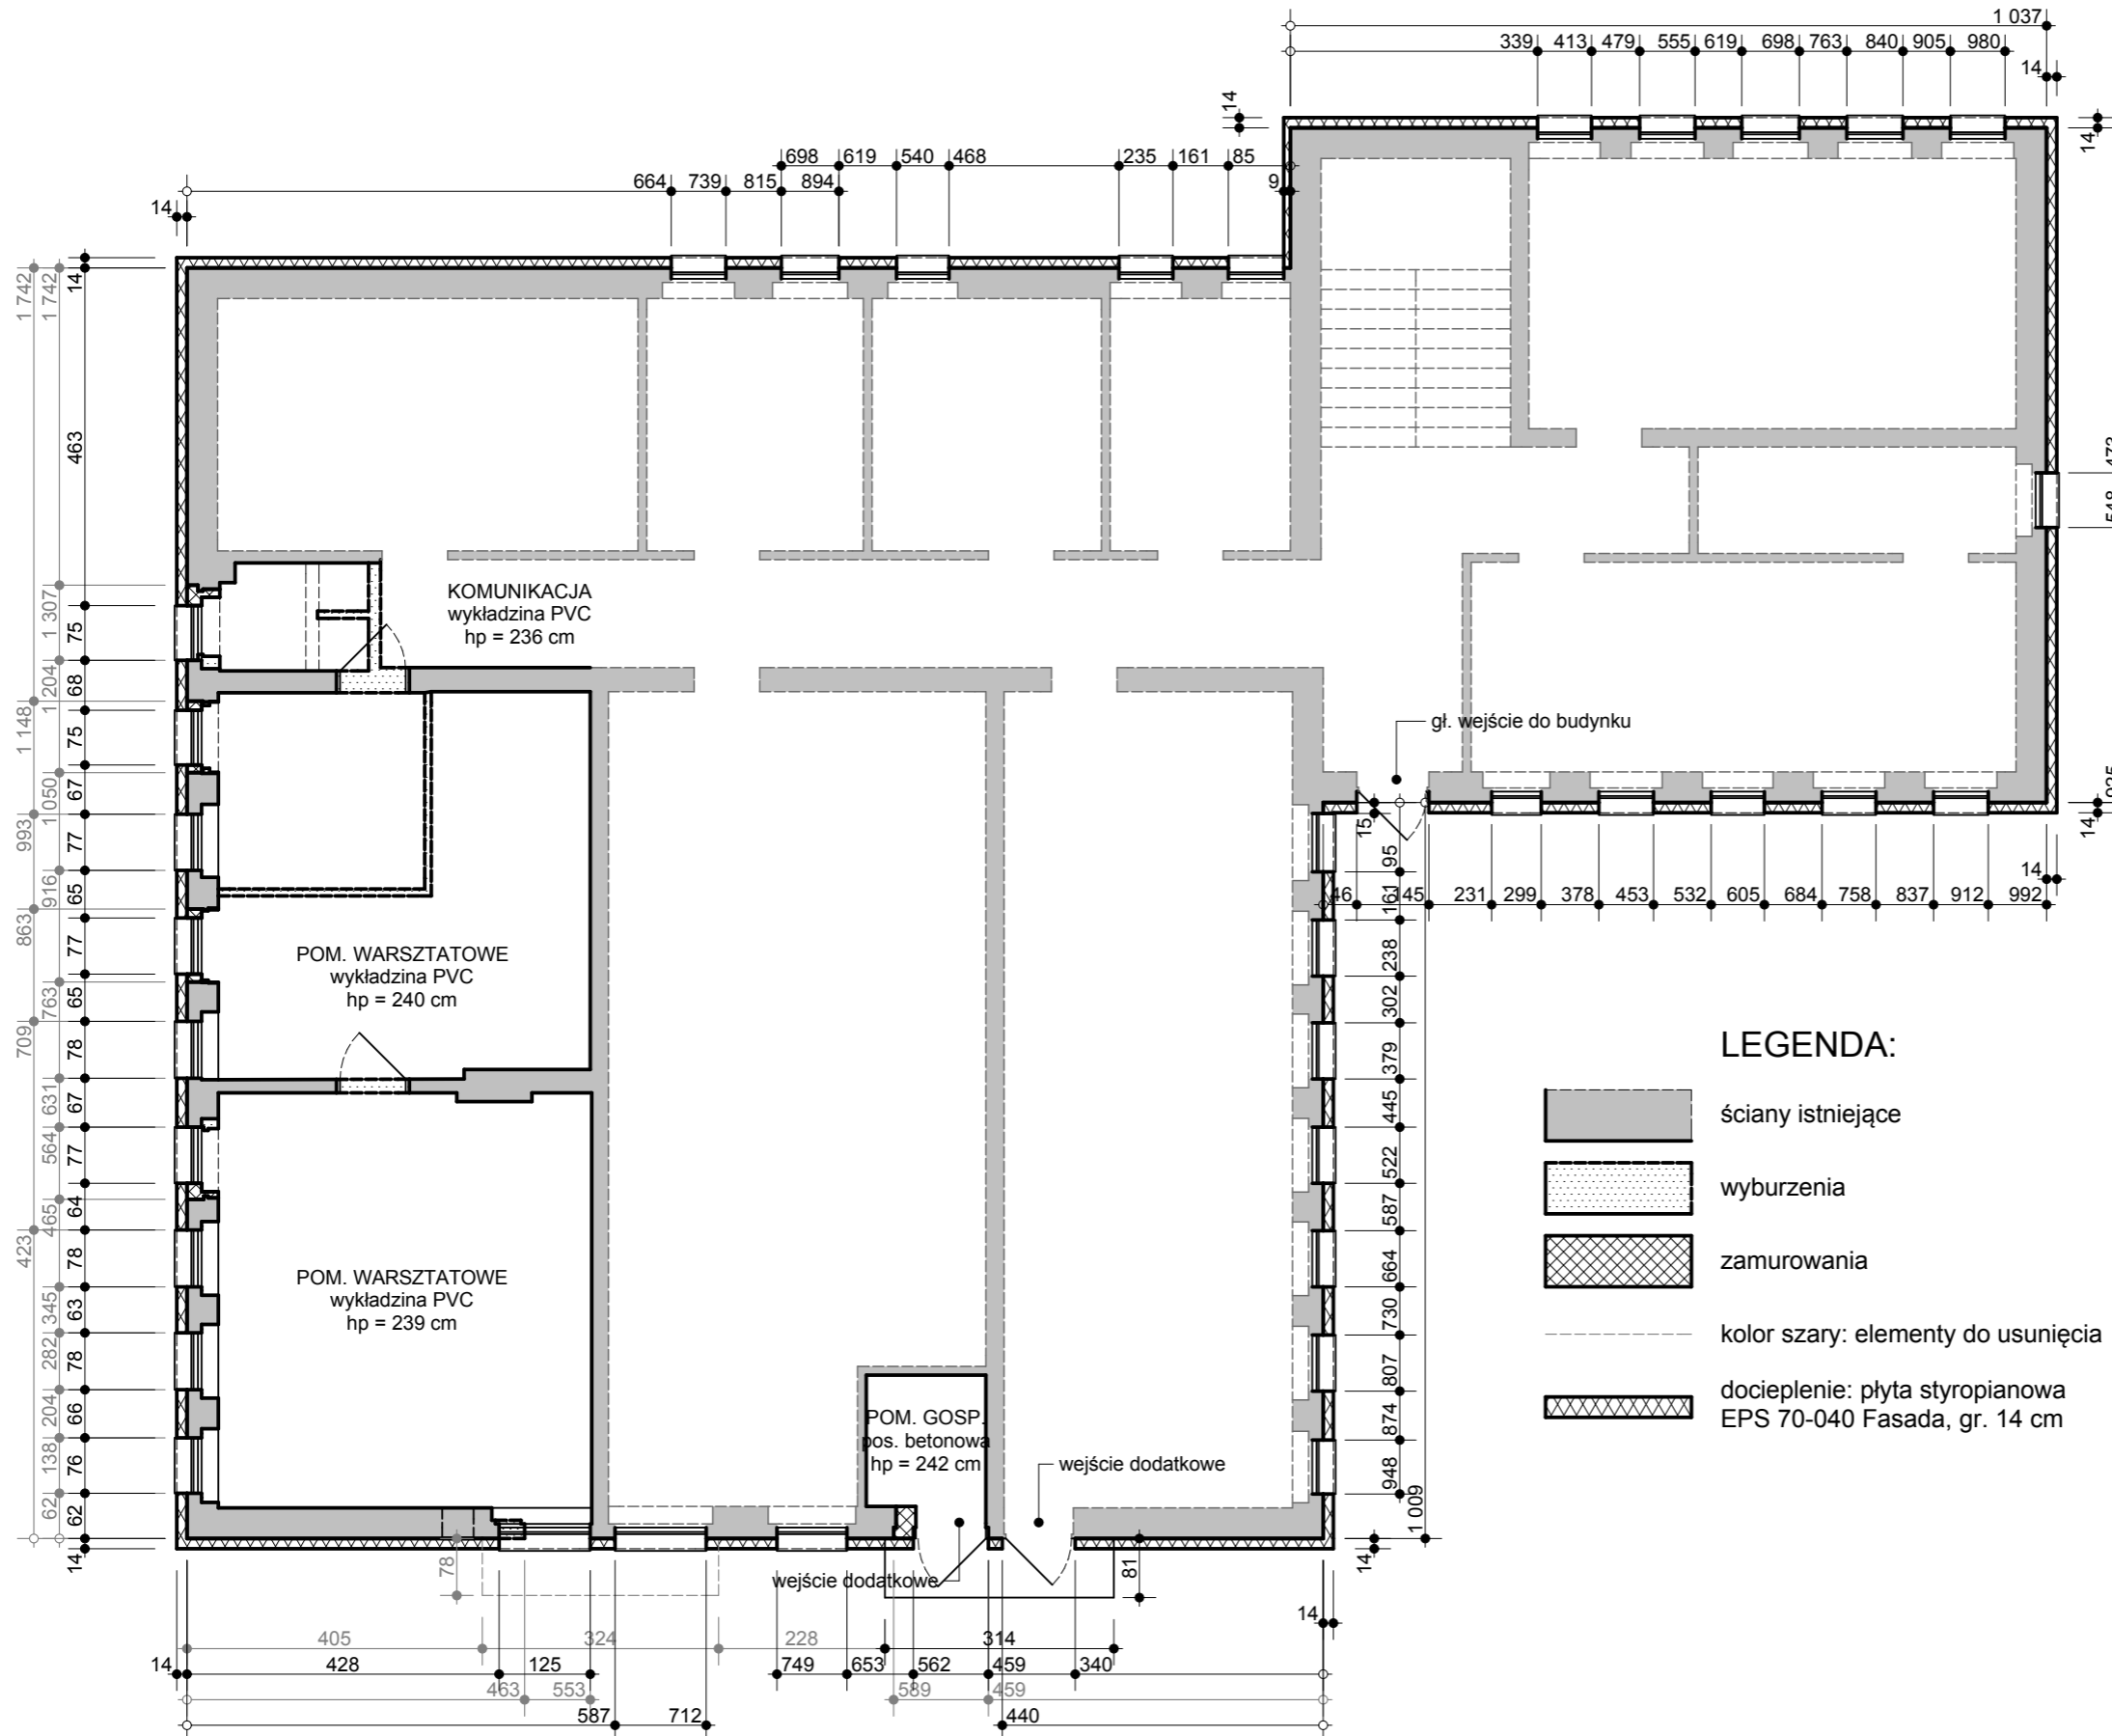 1 037
339 413 479 555 619 698 763 840 905 980
14
14
14
698 619 540 468 235 161 85
664 739 815 894
9
14
1 742
1 742
14
463
1 307
75
1 204
68
1 148
75
1 050
67
993
77
916
65
863
77
763
65
709
78
631
67
564
77
465
64
423
78
345
63
282
78
204
66
138
76
62
62
14
KOMUNIKACJA
wykładzina PVC
hp = 236 cm
gł. wejście do budynku
548
14
15
95
14
46 145 231 299 378 453 532 605 684 758 837 912 992
161
238
302
379
445
522
587
664
730
807
874
948
1 009
14
POM. WARSZTATOWE
wykładzina PVC
hp = 240 cm
POM. WARSZTATOWE
wykładzina PVC
hp = 239 cm
POM. GOSP.
pos. betonowa
hp = 242 cm
wejście dodatkowe
wejście dodatkowe
LEGENDA:
ściany istniejące
wyburzenia
zamurowania
kolor szary: elementy do usunięcia
docieplenie: płyta styropianowa
EPS 70-040 Fasada, gr. 14 cm
78
81
14
405 324 228 314
14 428 125 749 653 562 459 340
463 553 589 459
587 712 440